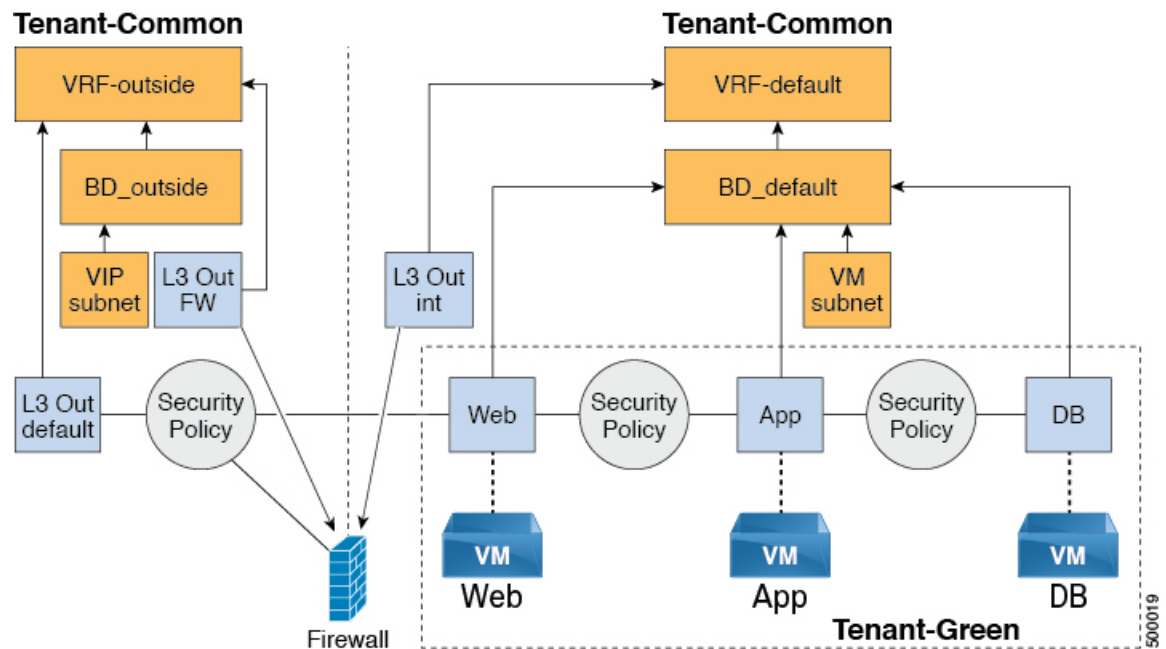 Tenant-Common
Tenant-Common
VRF-outside
VRF-default
BD_outside
BD_default
VIP
subnet
L3 Out
FW
L3 Out
int
VM
subnet
L3 Out
default
Security
Policy
Web
Security
Policy
App
Security
Policy
DB
VM
VM
VM
Web
App
DB
Firewall
Tenant-Green
500019